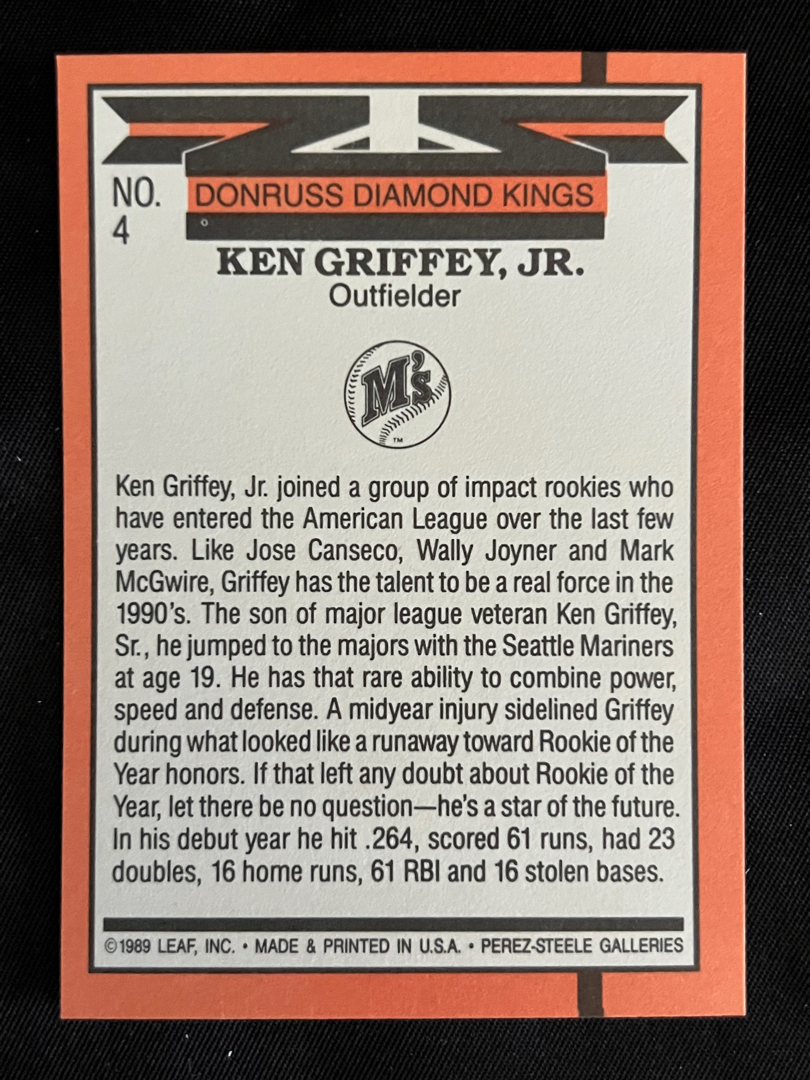 NO.
4
DONRUSS DIAMOND KINGS
KEN GRIFFEY, JR.
Outfielder
M's
TM
Ken Griffey, Jr. joined a group of impact rookies who
have entered the American League over the last few
years. Like Jose Canseco, Wally Joyner and Mark
McGwire, Griffey has the talent to be a real force in the
1990's. The son of major league veteran Ken Griffey,
Sr., he jumped to the majors with the Seattle Mariners
at age 19. He has that rare ability to combine power,
speed and defense. A midyear injury sidelined Griffey
during what looked like a runaway toward Rookie of the
Year honors. If that left any doubt about Rookie of the
Year, let there be no question—he's a star of the future.
In his debut year he hit .264, scored 61 runs, had 23
doubles, 16 home runs, 61 RBI and 16 stolen bases.
©1989 LEAF, INC. • MADE & PRINTED IN U.S.A. • PEREZ-STEELE GALLERIES